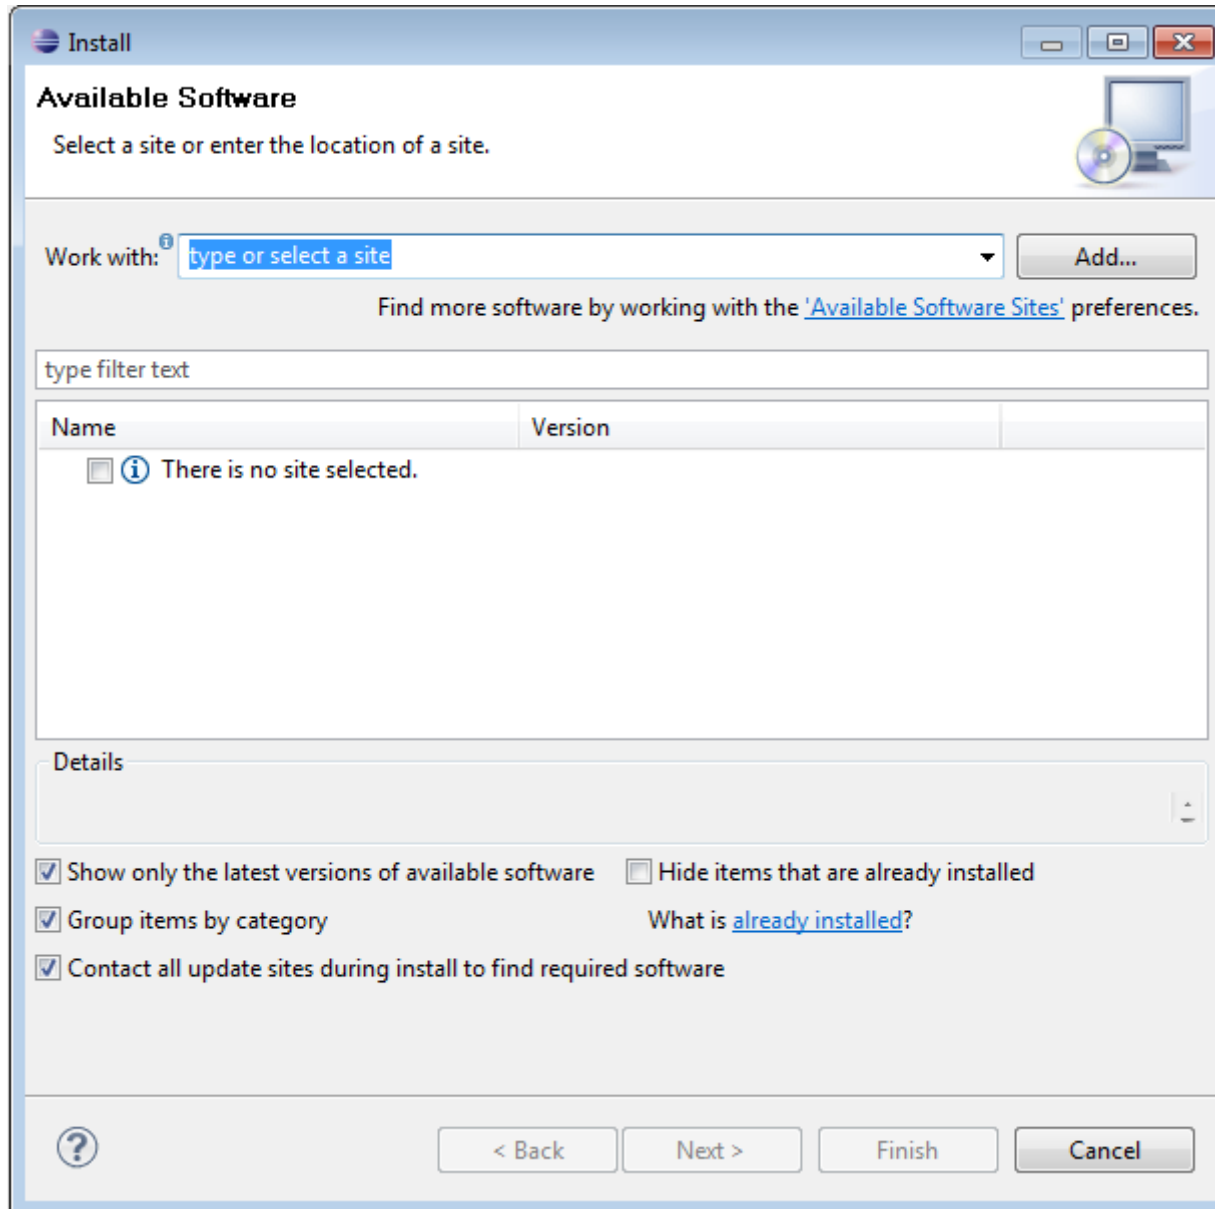 Install
Available Software
Select a site or enter the location of a site.
Work with: type or select a site Add...
Find more software by working with the 'Available Software Sites' preferences.
type filter text
Name Version
There is no site selected.
Details
Show only the latest versions of available software Hide items that are already installed
Group items by category What is already installed?
Contact all update sites during install to find required software
< Back Next > Finish Cancel